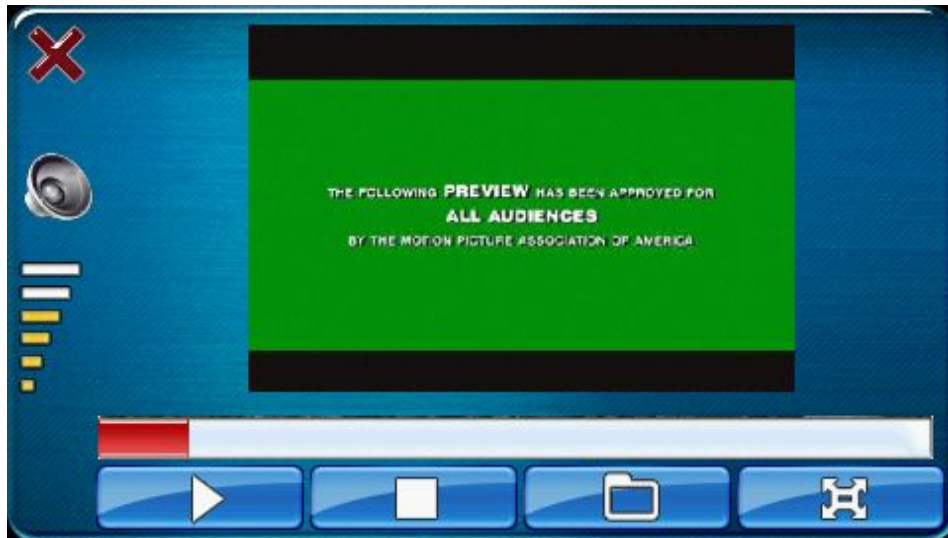 THE FOLLOWING PREVIEW HAS BEEN APPROVED FOR
ALL AUDIENCES
BY THE MOTION PICTURE ASSOCIATION OF AMERICA